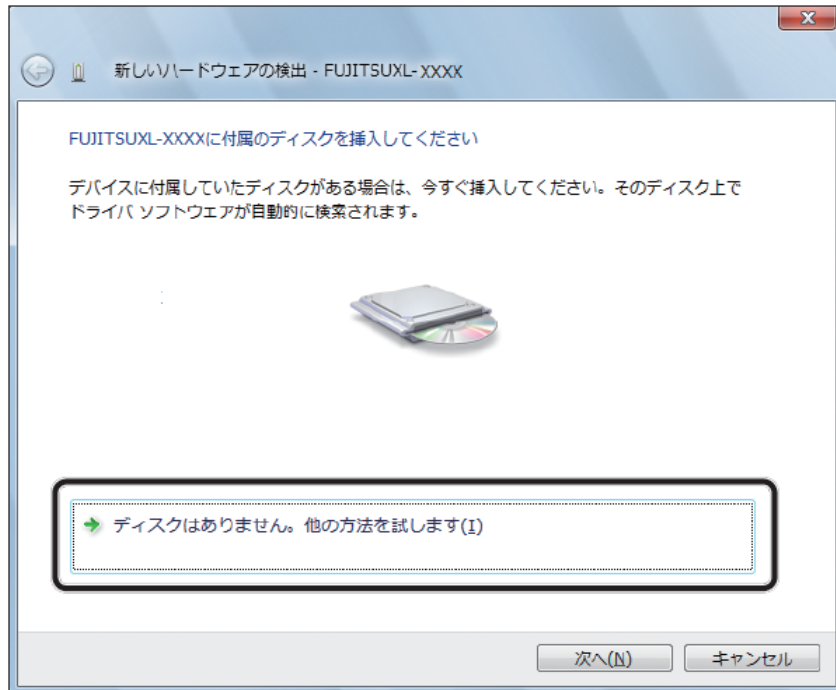 新しいハードウェアの検出 - FUJITSUXL-XXXX
FUJITSUXL-XXXXに付属のディスクを挿入してください
デバイスに付属していたディスクがある場合は、今すぐ挿入してください。そのディスク上で
ドライバ ソフトウェアが自動的に検索されます。
ディスクはありません。他の方法を試します(I)
次へ(N)
キャンセル